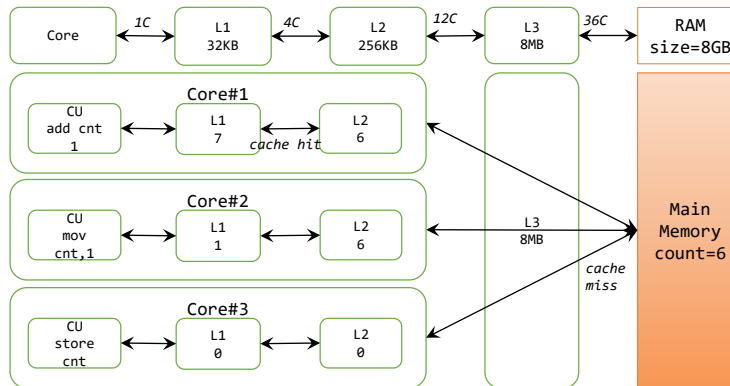 Core
1C
L1
32KB
4C
L2
256KB
12C
L3
8MB
36C
RAM
size=8GB
Core#1
CU
add cnt
1
L1
7
cache hit
L2
6
Core#2
CU
mov
cnt,1
L1
1
L2
6
L3
8MB
Main
Memory
count=6
cache
miss
Core#3
CU
store
cnt
L1
0
L2
0